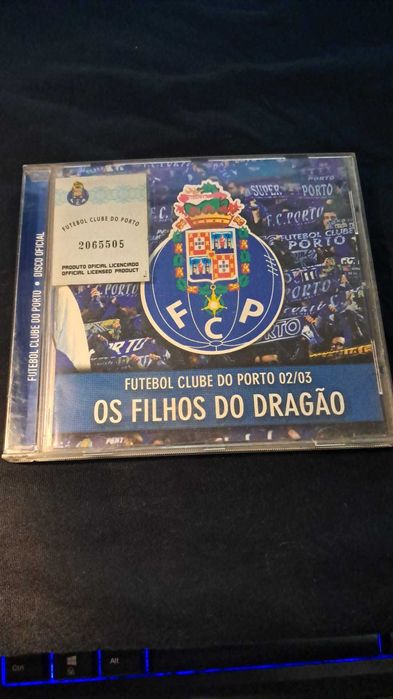 FUTEBOL CLUBE DO PORTO • DISCO OFICIAL
FUTEBOL CLUBE DO PORTO
2065505
PRODUTO OFICIAL LICENCIADO
OFFICIAL LICENSED PRODUCT
SUPER
PORTO
PORTO
F.C.PORTO
FUTEBOL CLUBE
PORTO
FCP
FUTEBOL CLUBE DO PORTO 02/03
OS FILHOS DO DRAGÃO
Ctrl
Alt